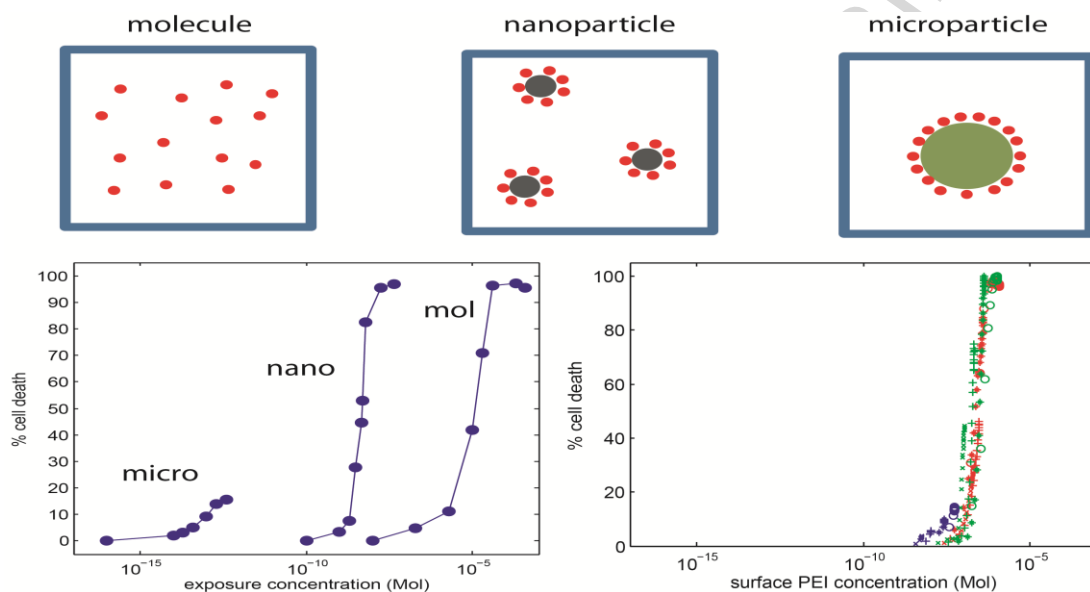 molecule
nanoparticle
microparticle
100
90
80
70
60
50
40
30
20
10
0
% cell death
micro
nano
mol
10^-15
10^-10
10^-5
exposure concentration (Mol)
100
80
60
40
20
0
% cell death
10^-15
10^-10
10^-5
surface PEI concentration (Mol)